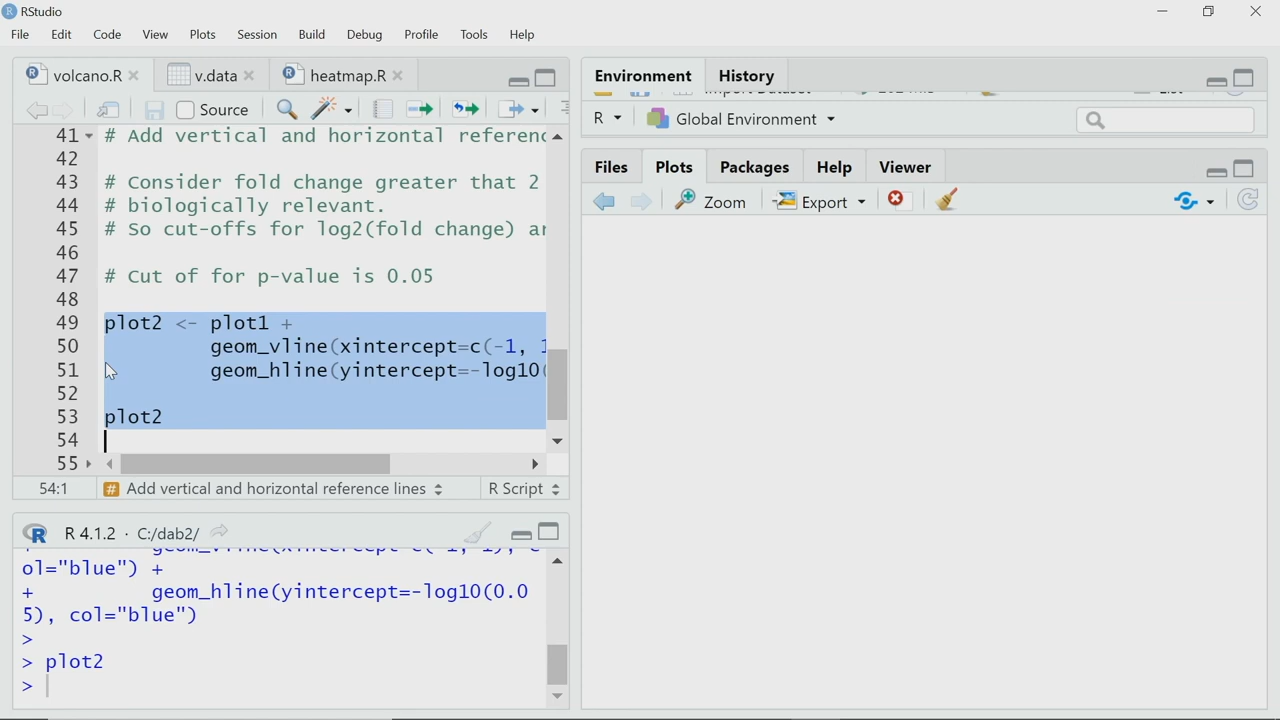 RStudio
File Edit Code View Plots Session Build Debug Profile Tools Help
volcano.R v.data heatmap.R
Source
41 # Add vertical and horizontal referenc
42
43 # Consider fold change greater that 2
44 # biologically relevant.
45 # So cut-offs for log2(fold change) ar
46
47 # Cut of for p-value is 0.05
48
49 plot2 <- plot1 +
50 geom_vline(xintercept=c(-1, 1
51 geom_hline(yintercept=-log10(
52
53 plot2
54
55
54:1 # Add vertical and horizontal reference lines R Script
R R 4.1.2 · C:/dab2/
ol="blue") +
+ geom_hline(yintercept=-log10(0.0
5), col="blue")
>
> plot2
>
Environment History
R Global Environment
Files Plots Packages Help Viewer
Zoom Export